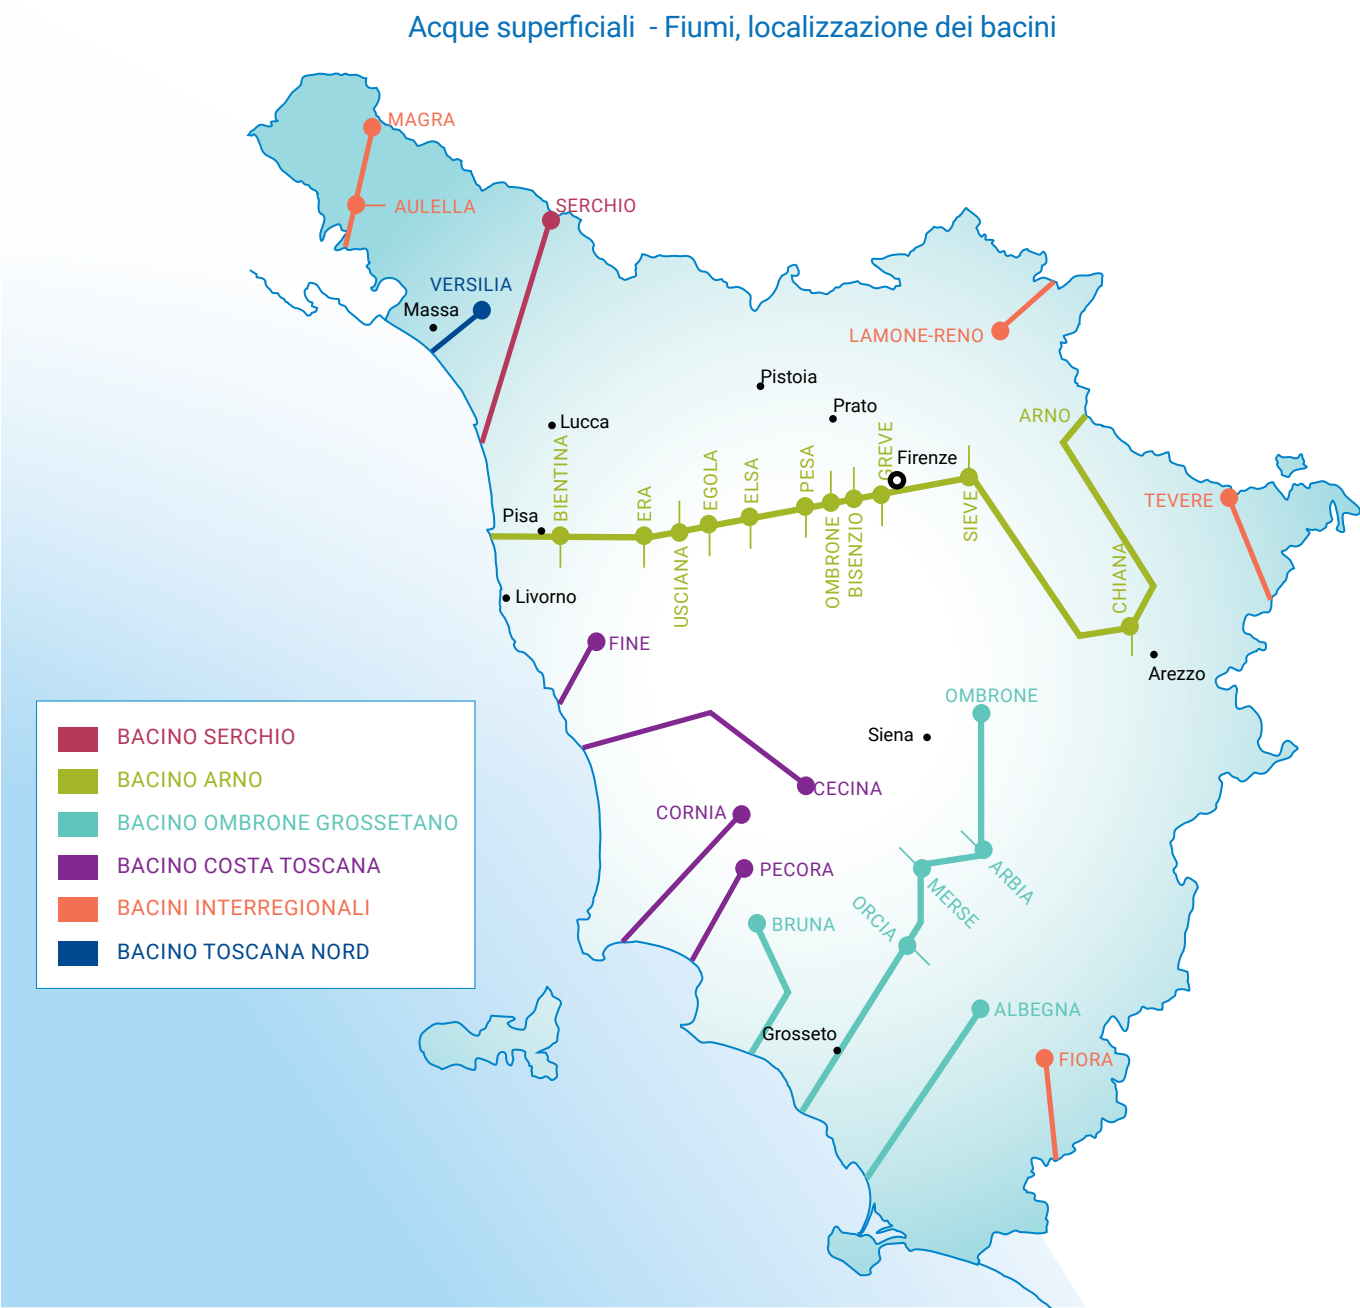 Acque superficiali - Fiumi, localizzazione dei bacini
MAGRA
AULELLA
SERCHIO
VERSILIA
Massa
LAMONE-RENO
Pistoia
Prato
Lucca
ARNO
Firenze
TEVERE
BIENTINA
ERA
USCIANA
EGOLA
ELSA
PESA
OMBRONE
BISENZIO
GREVE
SIEVE
CHIANA
Pisa
Livorno
FINE
Arezzo
OMBRONE
Siena
CECINA
CORNIA
PECORA
ARBIA
MERSE
ORCIA
BRUNA
ALBEGNA
Grosseto
FIORA
BACINO SERCHIO
BACINO ARNO
BACINO OMBRONE GROSSETANO
BACINO COSTA TOSCANA
BACINI INTERREGIONALI
BACINO TOSCANA NORD